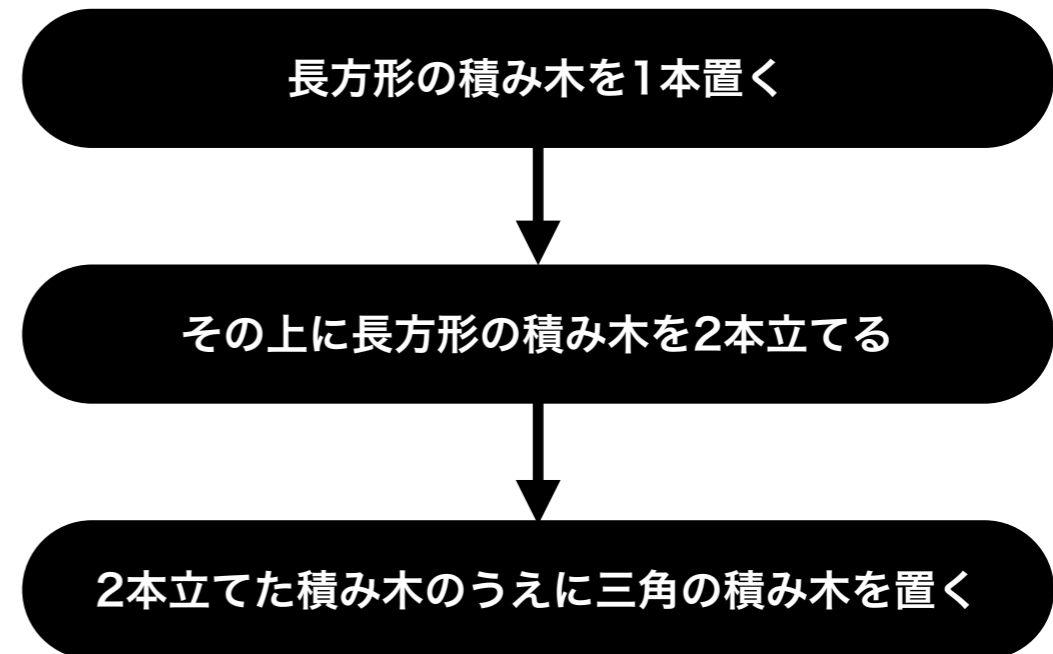 長方形の積み木を1本置く
その上に長方形の積み木を2本立てる
2本立てた積み木のうえに三角の積み木を置く